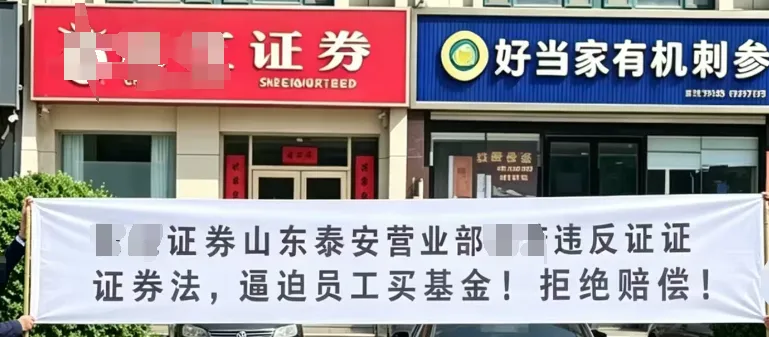 证券
好当家有机刺参
证券山东泰安营业部 违反证证
证券法，逼迫员工买基金！拒绝赔偿！